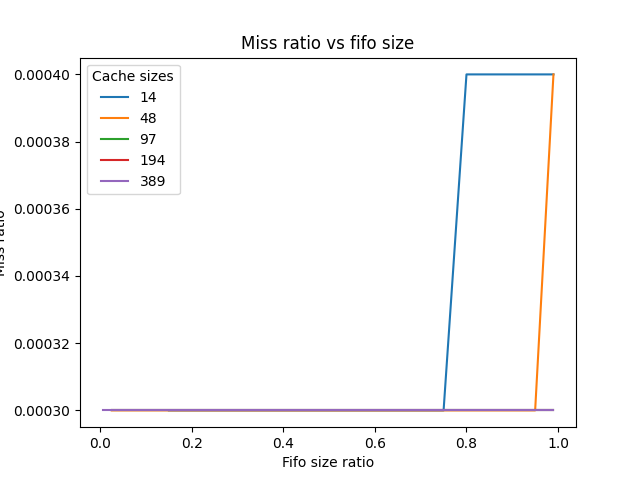 Miss ratio vs fifo size
Cache sizes
14
48
97
194
389
0.00040
0.00038
0.00036
0.00034
0.00032
0.00030
Miss ratio
0.0 0.2 0.4 0.6 0.8 1.0
Fifo size ratio